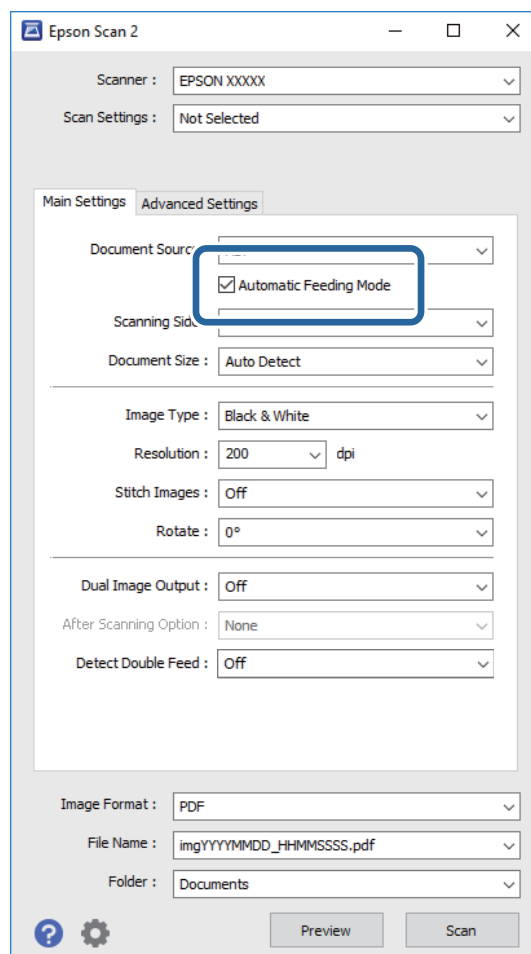 Epson Scan 2
Scanner : EPSON XXXXX
Scan Settings : Not Selected
Main Settings Advanced Settings
Document
Automatic Feeding Mode
Scanning
Document Size : Auto Detect
Image Type : Black & White
Resolution : 200 dpi
Stitch Images : Off
Rotate : 0°
Dual Image Output : Off
After Scanning Option : None
Detect Double Feed : Off
Image Format : PDF
File Name : imgYYYYMMDD_HHMMSSSS.pdf
Folder : Documents
? Preview Scan